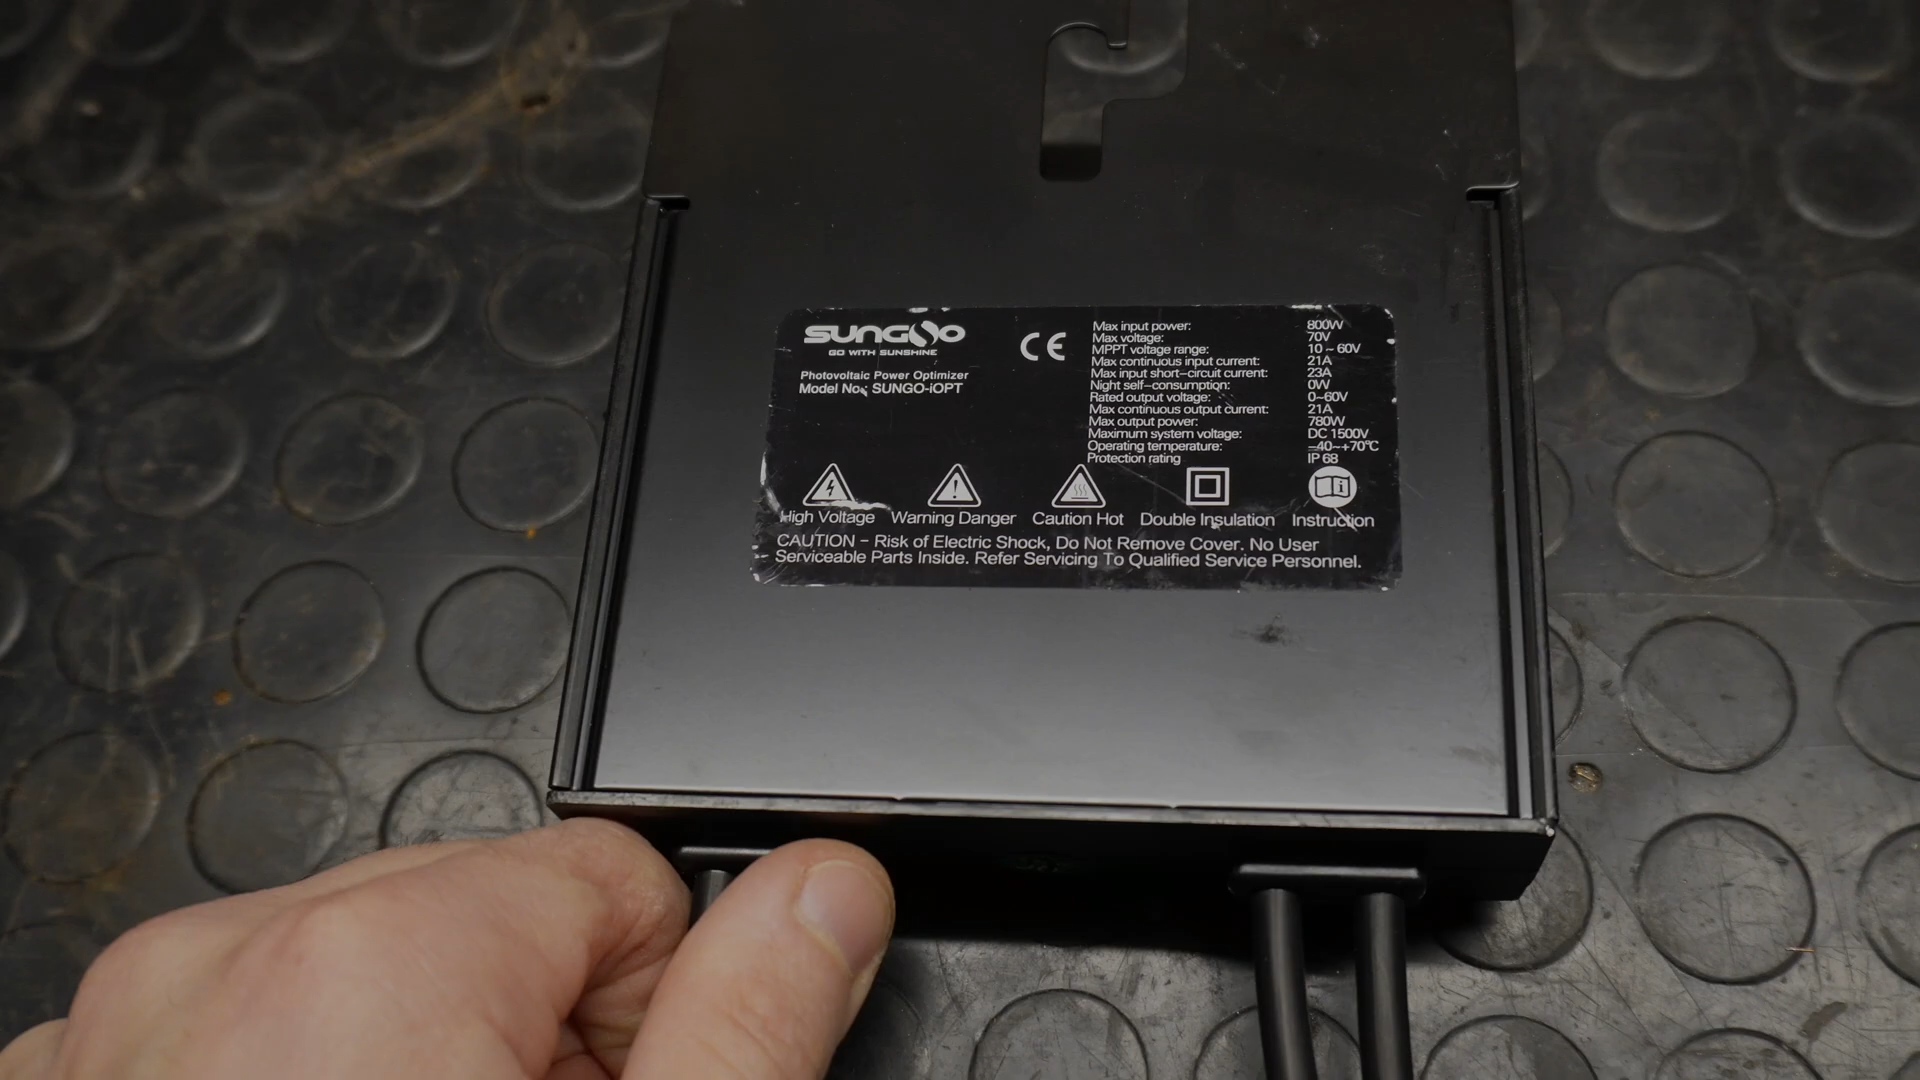 SUNGO
GO WITH SUNSHINE
Photovoltaic Power Optimizer
Model No.: SUNGO-iOPT
CE
Max input power: 800W
Max voltage: 70V
MPPT voltage range: 10 ~ 60V
Max continuous input current: 21A
Max input short-circuit current: 23A
Night self-consumption: 0W
Rated output voltage: 0~60V
Max continuous output current: 21A
Max output power: 780W
Maximum system voltage: DC 1500V
Operating temperature: -40~+70℃
Protection rating IP 68
High Voltage Warning Danger Caution Hot Double Insulation Instruction
CAUTION - Risk of Electric Shock, Do Not Remove Cover. No User
Serviceable Parts Inside. Refer Servicing To Qualified Service Personnel.